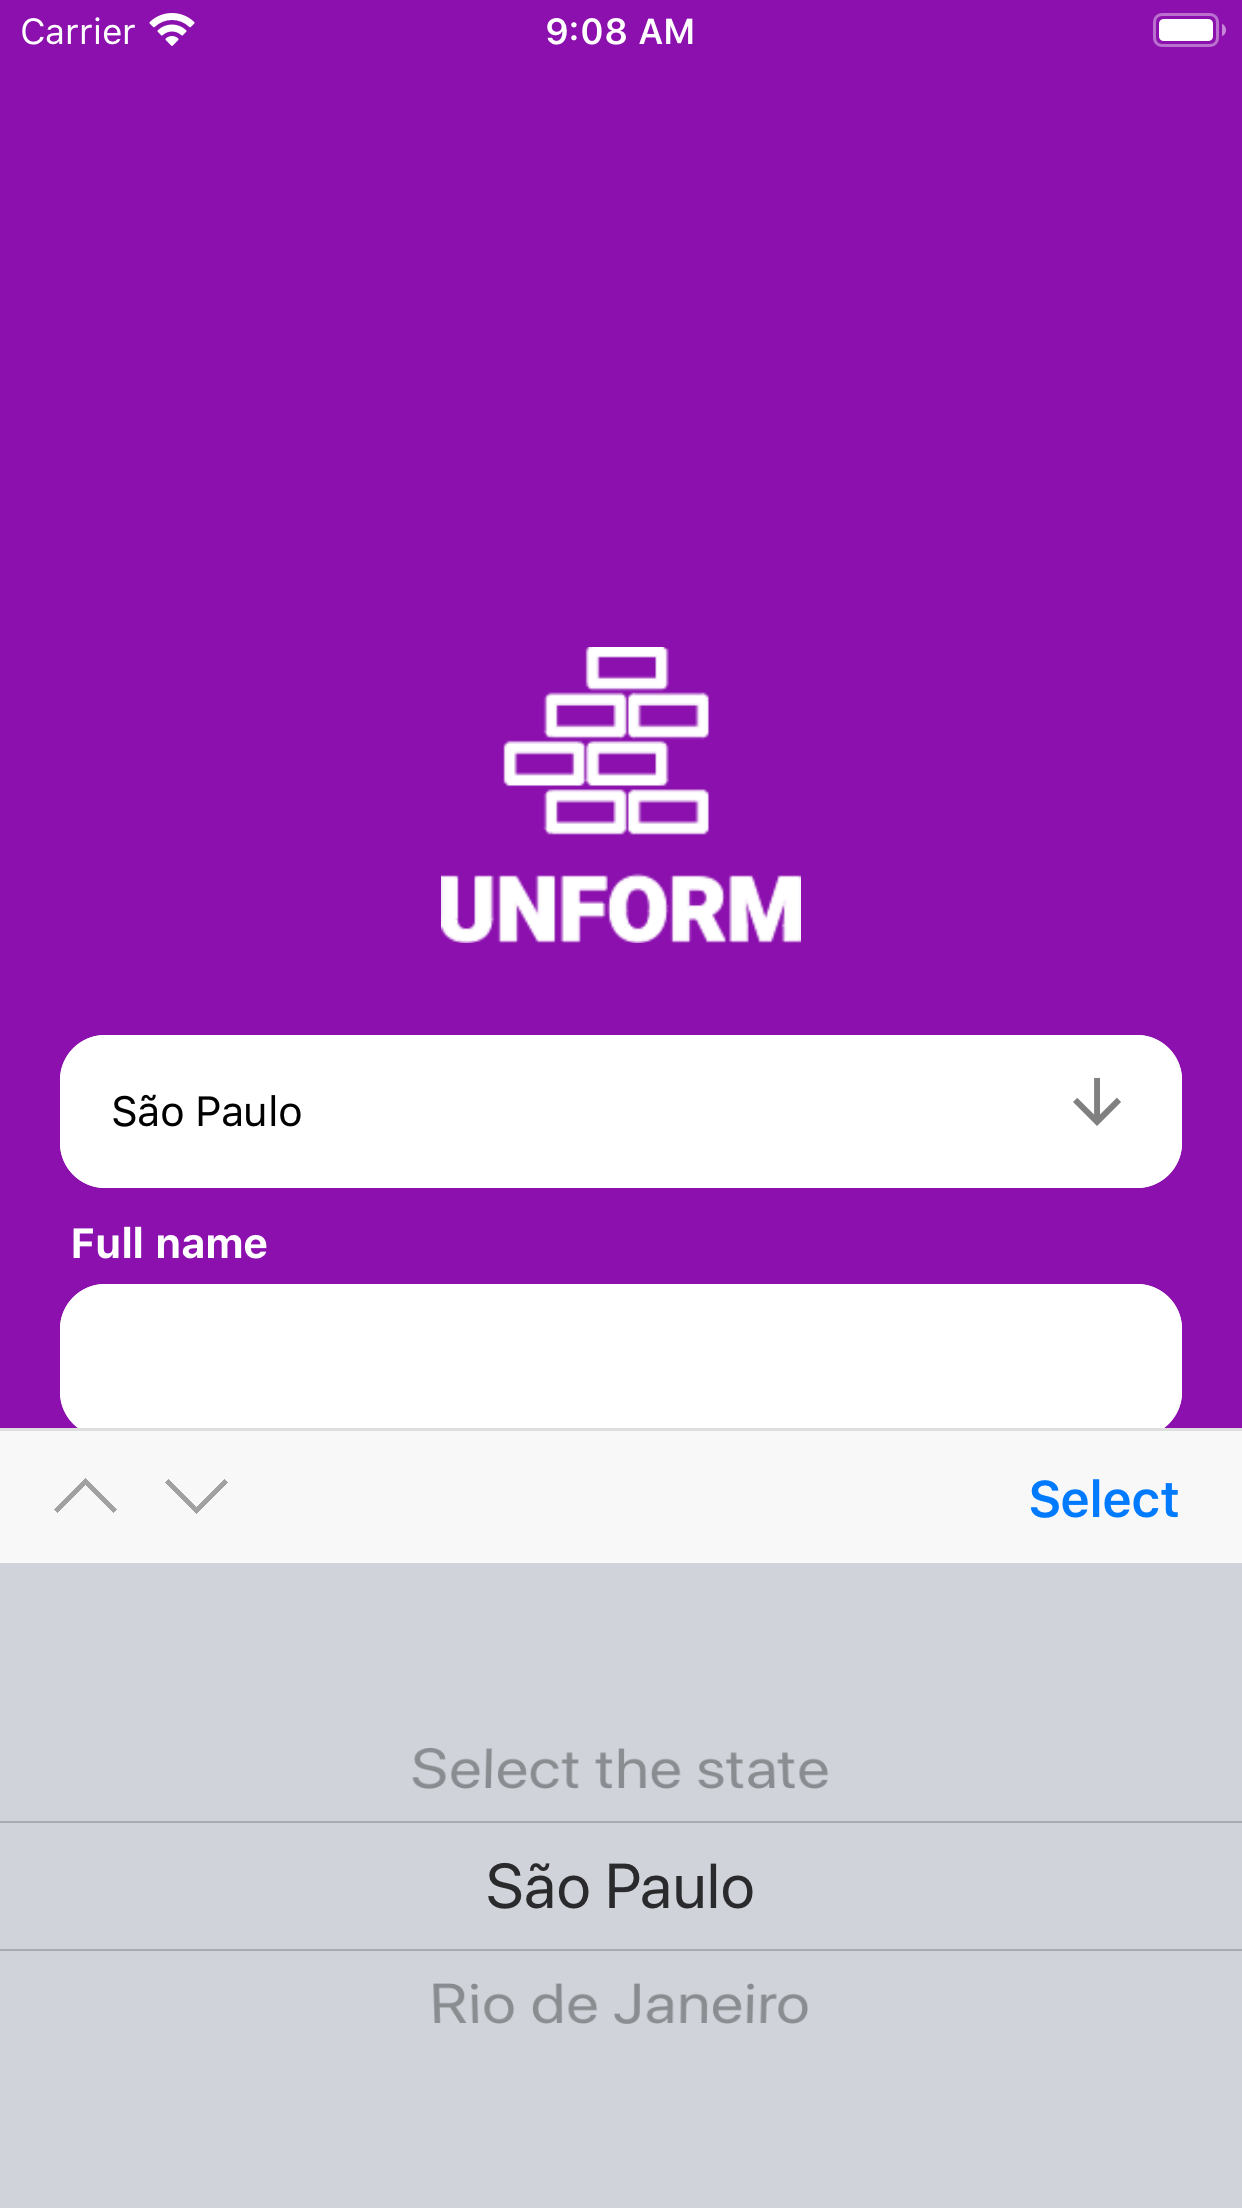 Carrier 9:08 AM
UNFORM
São Paulo
Full name
Select
Select the state
São Paulo
Rio de Janeiro